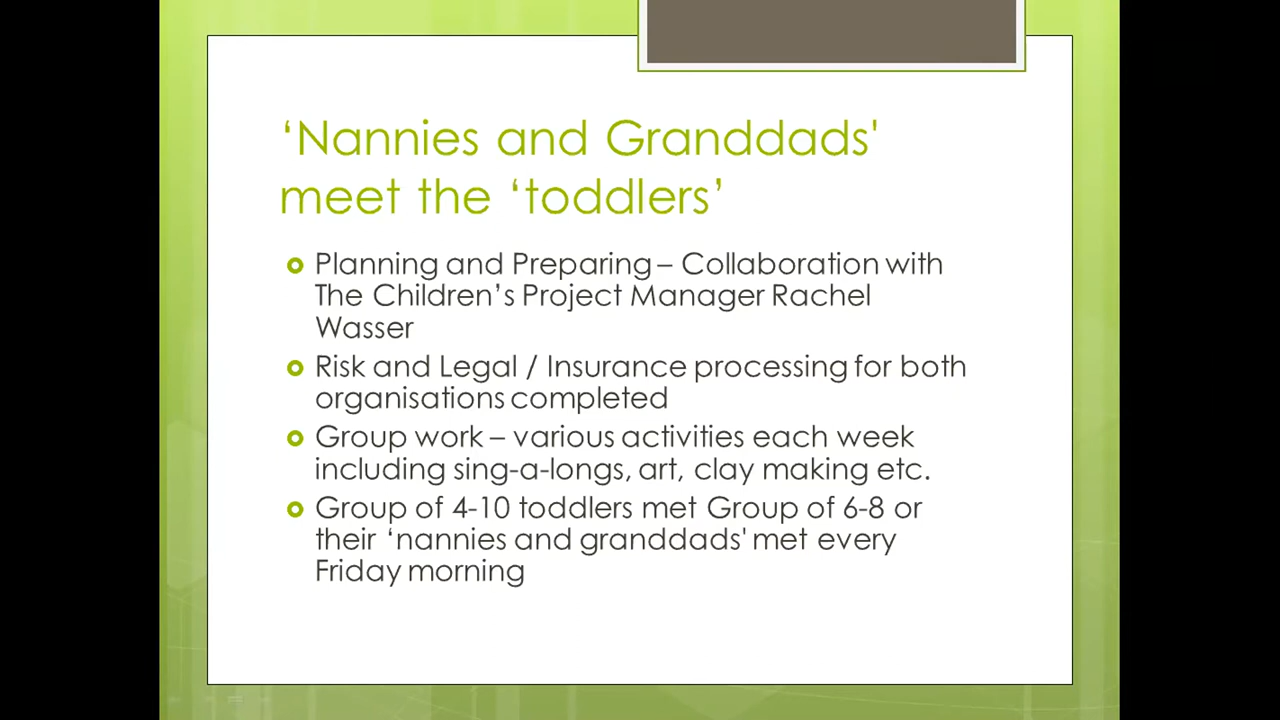 ‘Nannies and Granddads'
meet the ‘toddlers’
Planning and Preparing – Collaboration with
The Children’s Project Manager Rachel
Wasser
Risk and Legal / Insurance processing for both
organisations completed
Group work – various activities each week
including sing-a-longs, art, clay making etc.
Group of 4-10 toddlers met Group of 6-8 or
their ‘nannies and granddads' met every
Friday morning